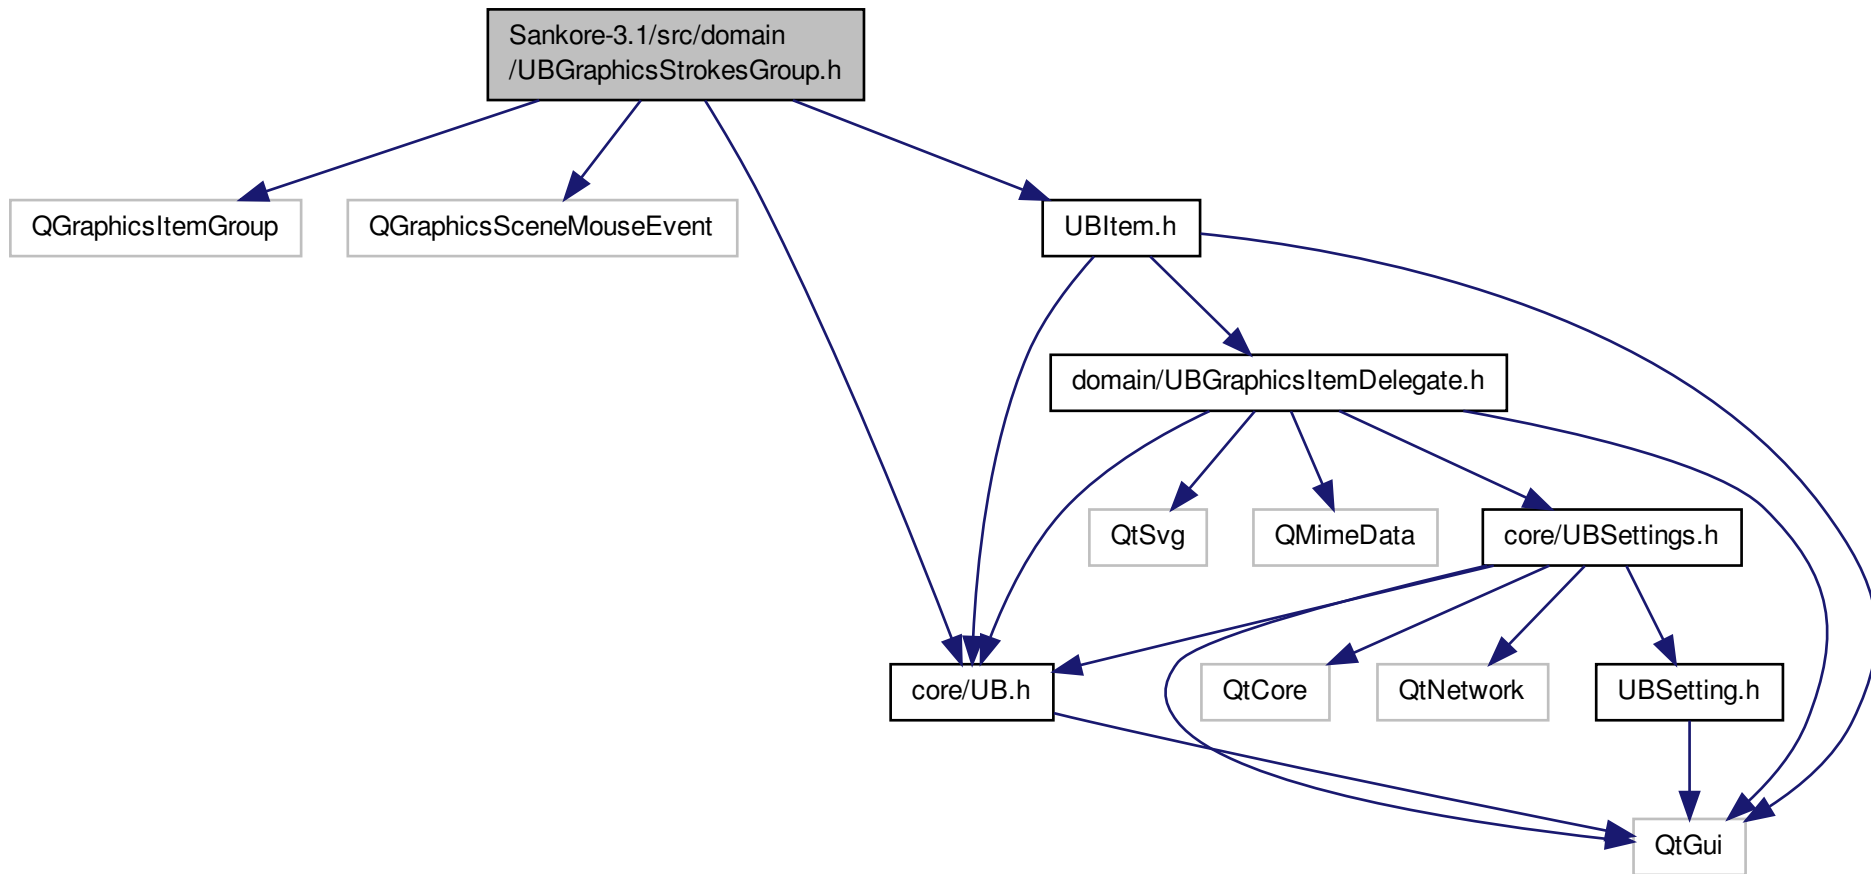 Sankore-3.1/src/domain
/UBGraphicsStrokesGroup.h
QGraphicsItemGroup
QGraphicsSceneMouseEvent
UBItem.h
domain/UBGraphicsItemDelegate.h
QtSvg
QMimeData
core/UBSettings.h
core/UB.h
QtCore
QtNetwork
UBSetting.h
QtGui